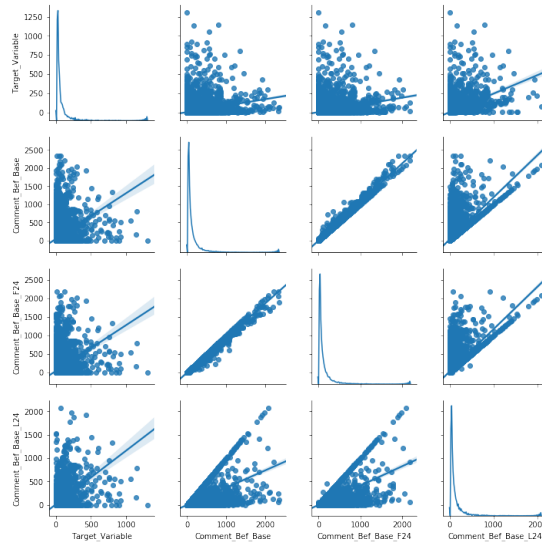 1250
1000
750
500
250
0
Target_Variable
2500
2000
1500
1000
500
0
Comment_Bef_Base
2500
2000
1500
1000
500
0
Comment_Bef_Base_F24
2000
1500
1000
500
0
Comment_Bef_Base_L24
0 500 1000
0 1000 2000
0 1000 2000
0 1000 2000
Target_Variable
Comment_Bef_Base
Comment_Bef_Base_F24
Comment_Bef_Base_L24